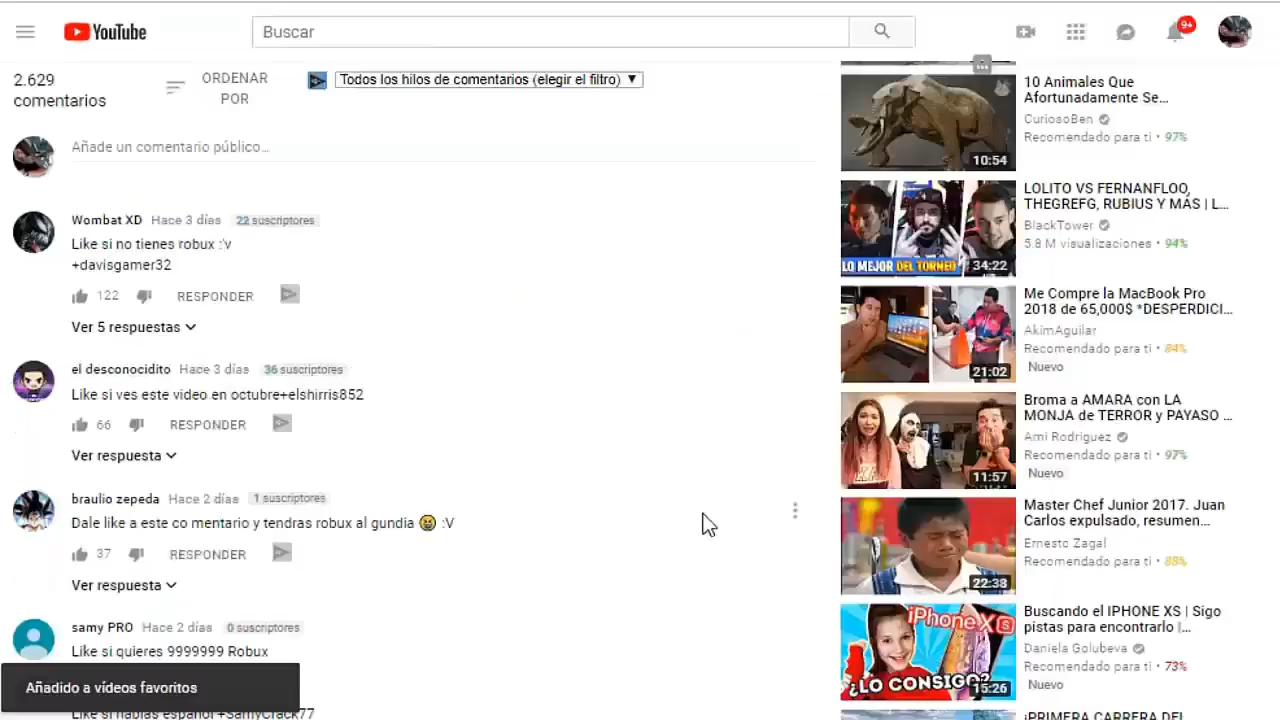 YouTube
Buscar
9+
2.629
comentarios
ORDENAR
POR
Todos los hilos de comentarios (elegir el filtro) ▼
Añade un comentario público...
Wombat XD Hace 3 días 22 suscriptores
Like si no tienes robux :'v
+davisgamer32
122 RESPONDER
Ver 5 respuestas
el desconocidito Hace 3 días 36 suscriptores
Like si ves este video en octubre+elshirris852
66 RESPONDER
Ver respuesta
braulio zepeda Hace 2 días 1 suscriptores
Dale like a este co mentario y tendras robux al gundia 😆 :V
37 RESPONDER
Ver respuesta
samy PRO Hace 2 días 0 suscriptores
Like si quieres 9999999 Robux
Like si hablas español +SamyCrack77
Añadido a vídeos favoritos
10:54
10 Animales Que
Afortunadamente Se...
CuriosoBen
Recomendado para ti • 97%
LO MEJOR DEL TORNEO
34:22
LOLITO VS FERNANFLOO,
THEGREFG, RUBIUS Y MÁS | L...
BlackTower
5.8 M visualizaciones • 94%
21:02
Me Compre la MacBook Pro
2018 de 65,000$ *DESPERDICI...
AkimAguilar
Recomendado para ti • 84%
Nuevo
11:57
Broma a AMARA con LA
MONJA de TERROR y PAYASO ...
Ami Rodriguez
Recomendado para ti • 97%
Nuevo
22:38
Master Chef Junior 2017. Juan
Carlos expulsado, resumen...
Ernesto Zagal
Recomendado para ti • 88%
iPhone XS
¿LO CONSIGO?
15:26
Buscando el IPHONE XS | Sigo
pistas para encontrarlo |...
Daniela Golubeva
Recomendado para ti • 73%
Nuevo
¡PRIMERA CARRERA DEL